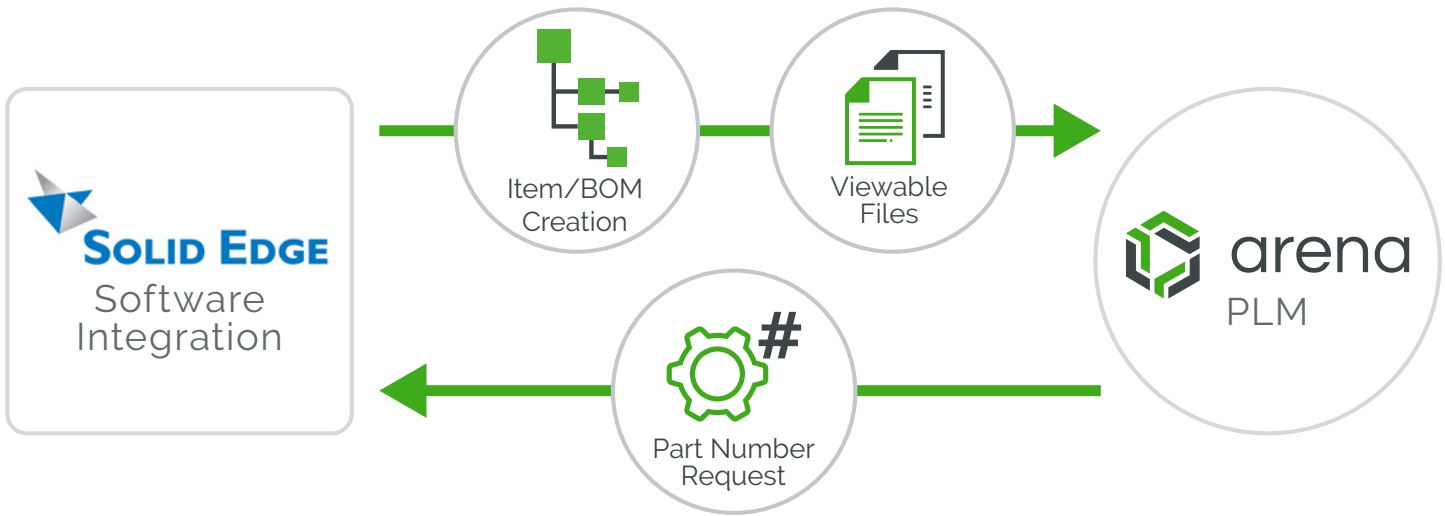 SOLID EDGE
Software
Integration
Item/BOM
Creation
Viewable
Files
#
Part Number
Request
arena
PLM